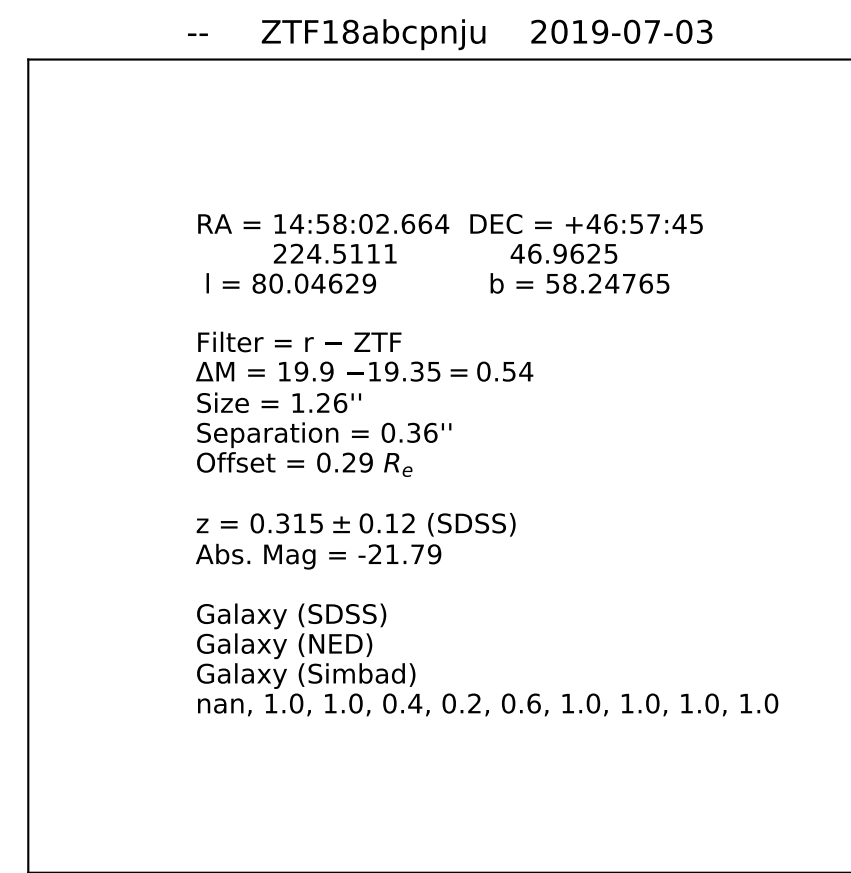 -- ZTF18abcpnju 2019-07-03
RA = 14:58:02.664 DEC = +46:57:45
224.5111 46.9625
l = 80.04629 b = 58.24765
Filter = r − ZTF
ΔM = 19.9 −19.35 = 0.54
Size = 1.26''
Separation = 0.36''
Offset = 0.29 Re
z = 0.315 ± 0.12 (SDSS)
Abs. Mag = -21.79
Galaxy (SDSS)
Galaxy (NED)
Galaxy (Simbad)
nan, 1.0, 1.0, 0.4, 0.2, 0.6, 1.0, 1.0, 1.0, 1.0